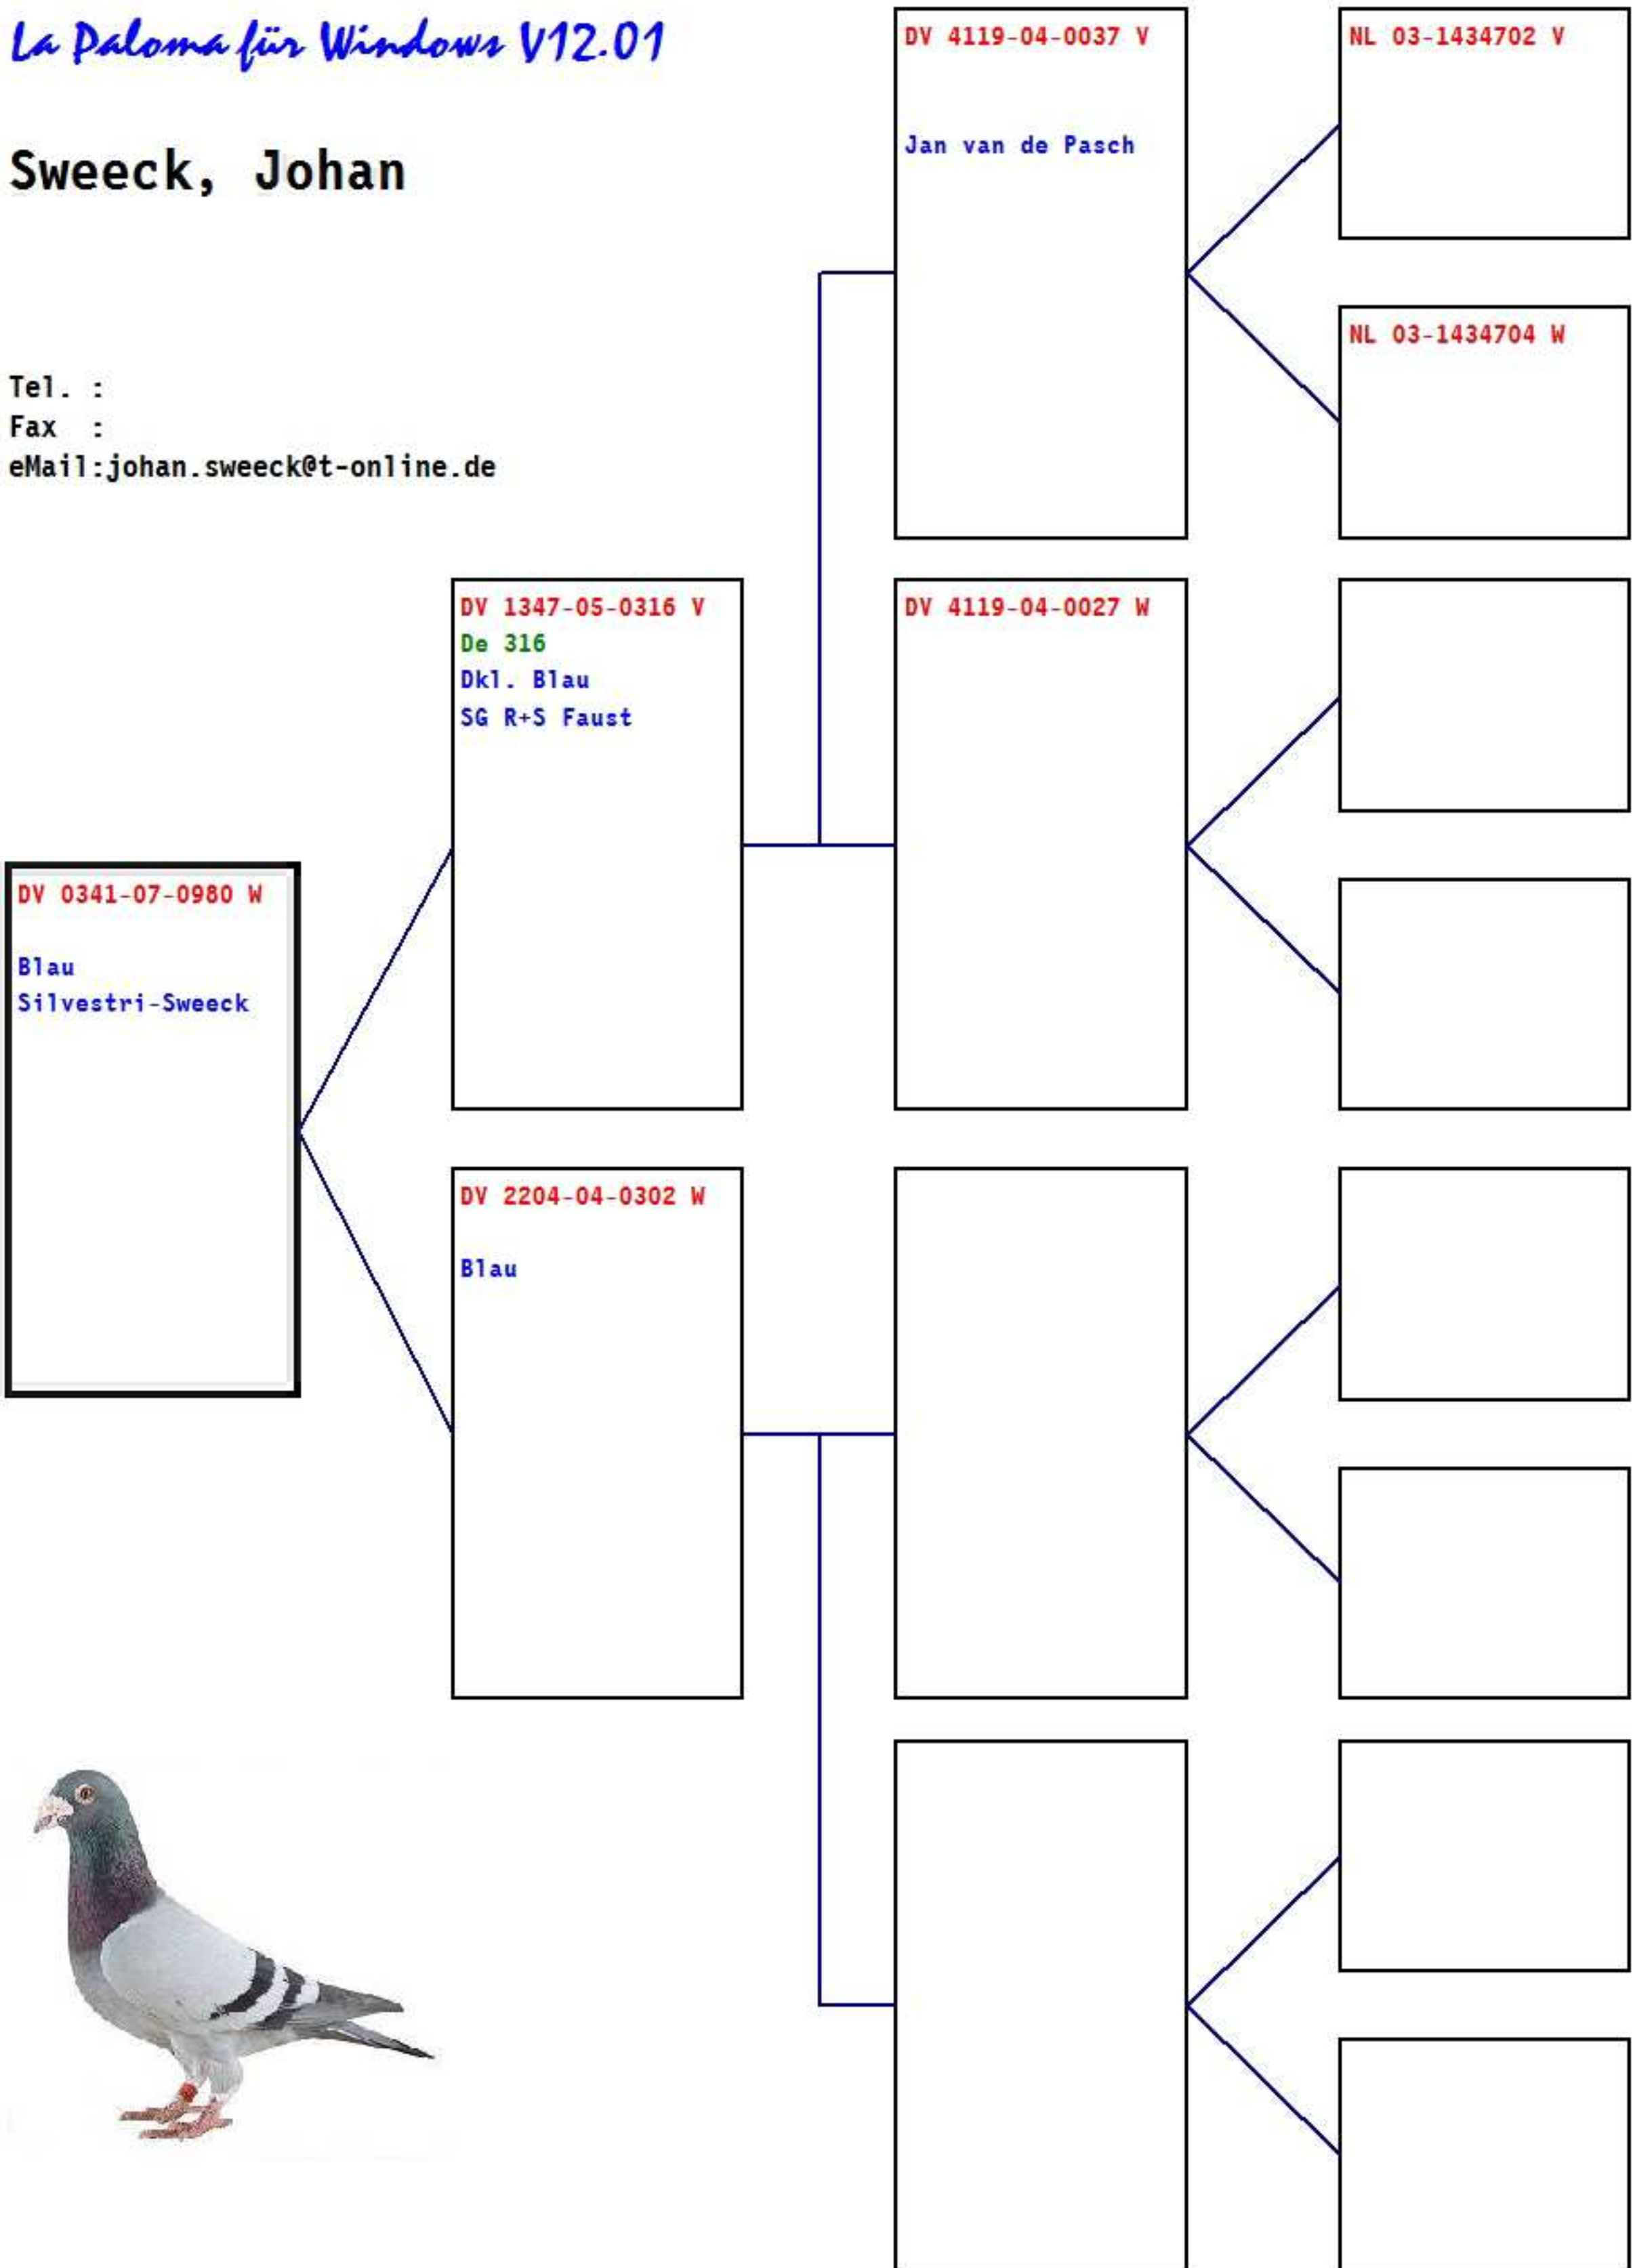 La Paloma für Windows V12.01
Sweeck, Johan
Tel. :
Fax  :
eMail:johan.sweeck@t-online.de
DV 0341-07-0980 W
Blau
Silvestri-Sweeck
DV 1347-05-0316 V
De 316
Dkl. Blau
SG R+S Faust
DV 2204-04-0302 W
Blau
DV 4119-04-0037 V
Jan van de Pasch
DV 4119-04-0027 W
NL 03-1434702 V
NL 03-1434704 W